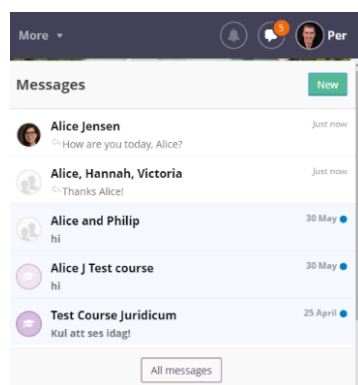 More
5
Per
Messages
New
Alice Jensen
Just now
How are you today, Alice?
Alice, Hannah, Victoria
Just now
Thanks Alice!
Alice and Philip
30 May
hi
Alice J Test course
30 May
hi
Test Course Juridicum
25 April
Kul att ses idag!
All messages